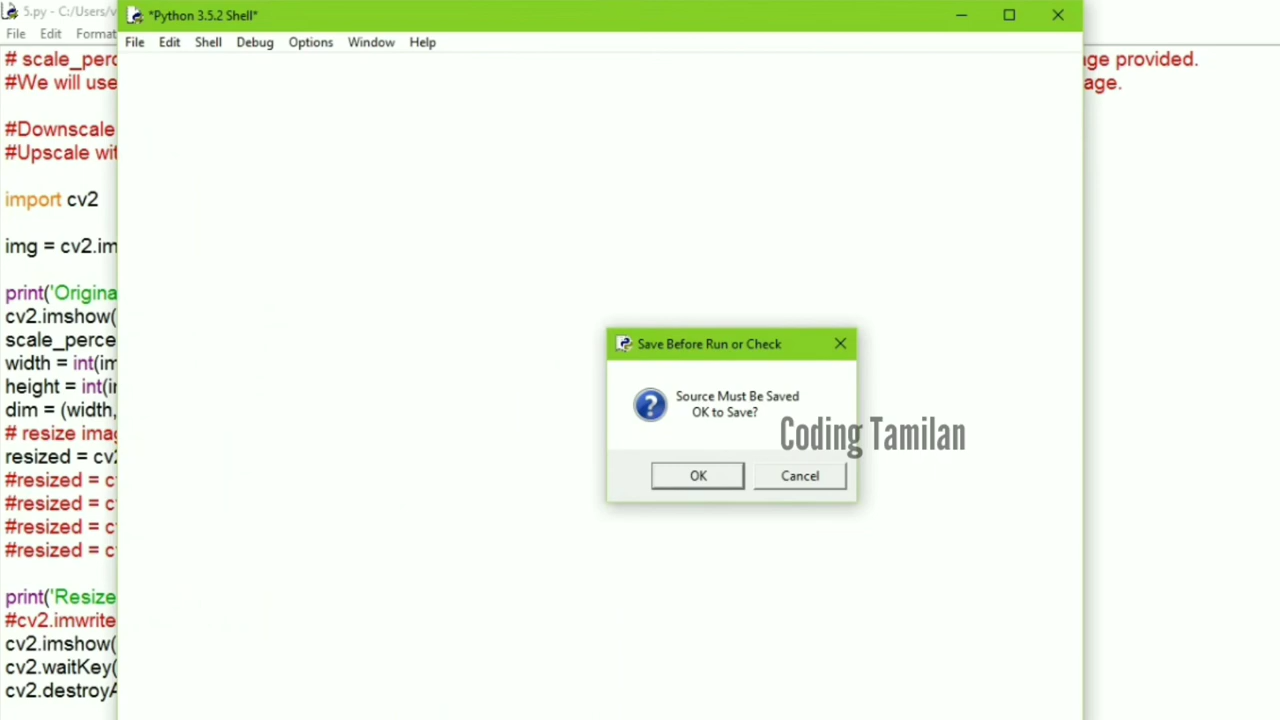 5.py - C:/Users/v
File Edit Format
# scale_perc
#We will use
#Downscale
#Upscale wit
import cv2
img = cv2.im
print('Origina
cv2.imshow(
scale_perce
width = int(im
height = int(i
dim = (width,
# resize imag
resized = cv2
#resized = c
#resized = c
#resized = c
#resized = c
print('Resize
#cv2.imwrite
cv2.imshow(
cv2.waitKey(
cv2.destroyA
*Python 3.5.2 Shell*
File Edit Shell Debug Options Window Help
Save Before Run or Check
Source Must Be Saved
OK to Save?
OK Cancel
Coding Tamilan
age provided.
age.